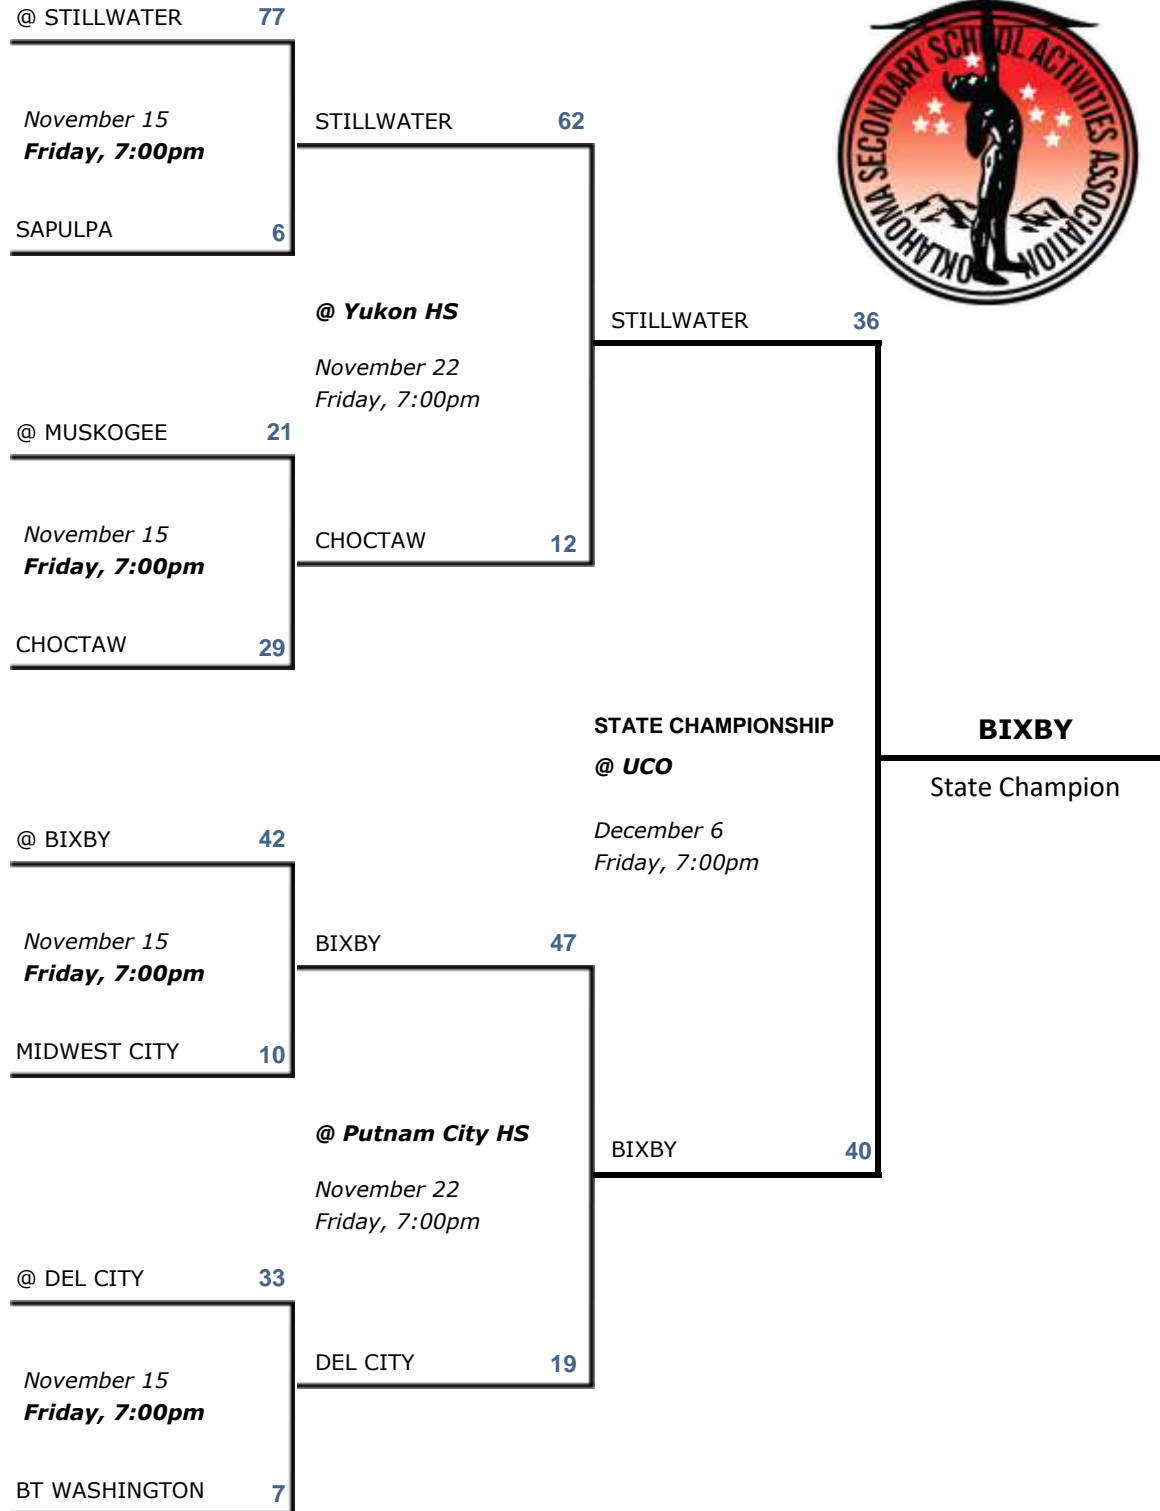 @ STILLWATER 77
November 15
Friday, 7:00pm
SAPULPA 6
STILLWATER 62
@ Yukon HS
November 22
Friday, 7:00pm
@ MUSKOGEE 21
November 15
Friday, 7:00pm
CHOCTAW 29
CHOCTAW 12
OKLAHOMA SECONDARY SCHOOL ACTIVITIES ASSOCIATION
STILLWATER 36
STATE CHAMPIONSHIP
@ UCO
December 6
Friday, 7:00pm
BIXBY
State Champion
@ BIXBY 42
November 15
Friday, 7:00pm
MIDWEST CITY 10
BIXBY 47
@ Putnam City HS
November 22
Friday, 7:00pm
BIXBY 40
@ DEL CITY 33
November 15
Friday, 7:00pm
BT WASHINGTON 7
DEL CITY 19